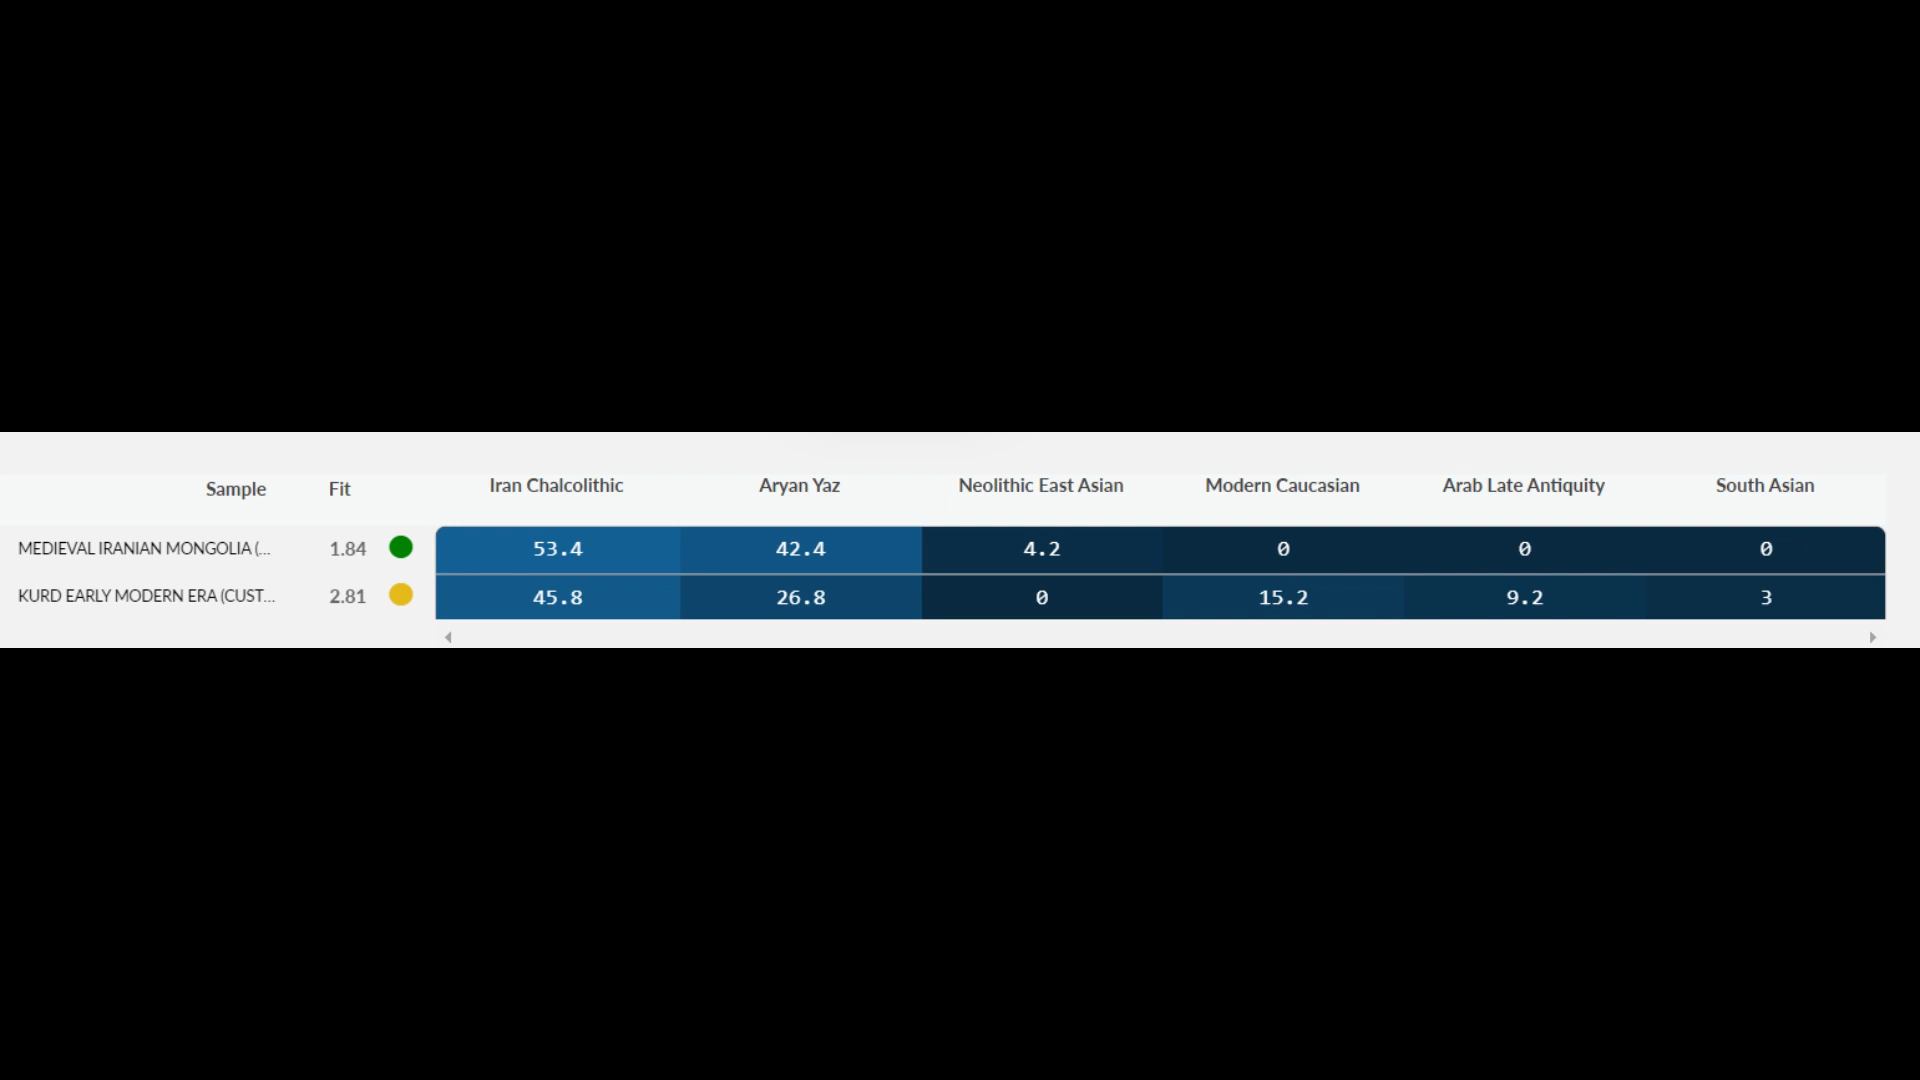 Sample Fit Iran Chalcolithic Aryan Yaz Neolithic East Asian Modern Caucasian Arab Late Antiquity South Asian
MEDIEVAL IRANIAN MONGOLIA (... 1.84 53.4 42.4 4.2 0 0 0
KURD EARLY MODERN ERA (CUST... 2.81 45.8 26.8 0 15.2 9.2 3